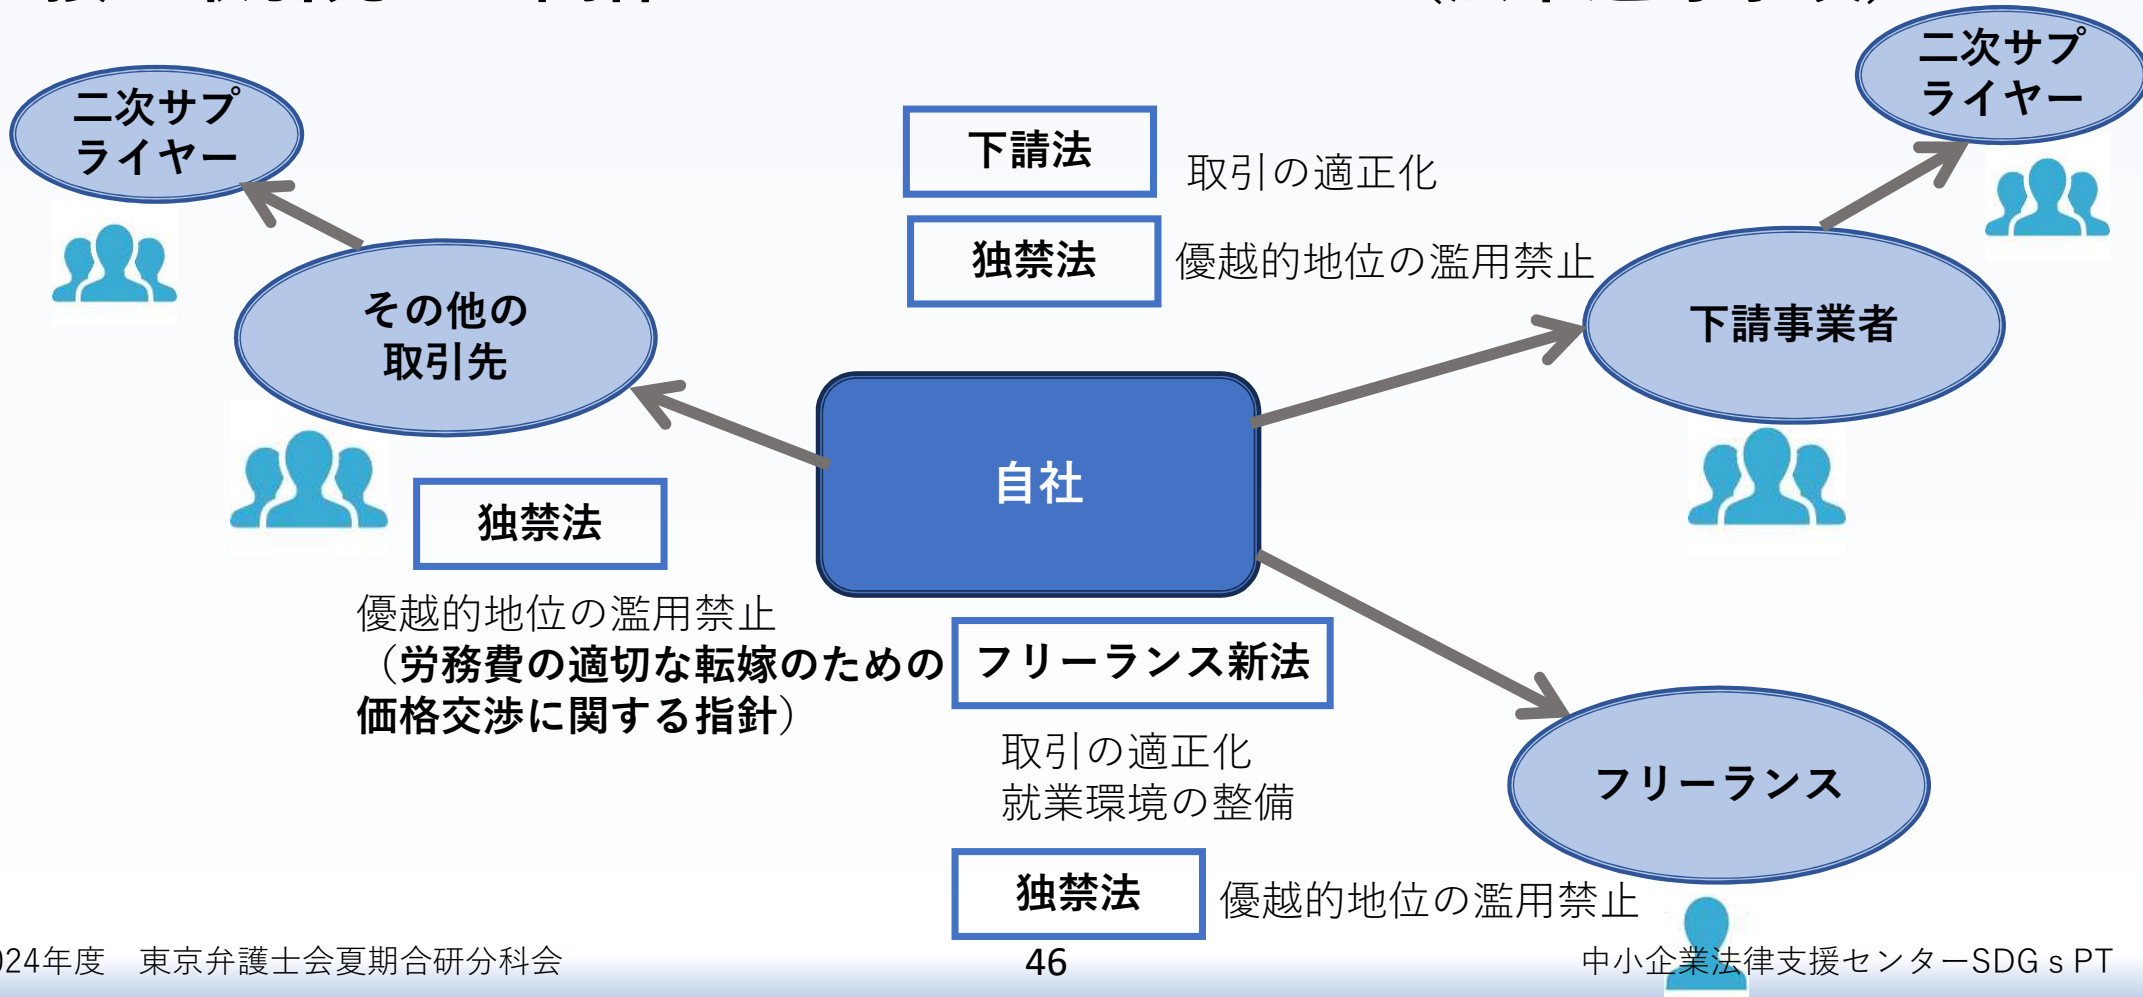 二次サプ
ライヤー
二次サプ
ライヤー
下請法
取引の適正化
独禁法
優越的地位の濫用禁止
その他の
取引先
下請事業者
自社
独禁法
優越的地位の濫用禁止
（労務費の適切な転嫁のための
価格交渉に関する指針）
フリーランス新法
取引の適正化
就業環境の整備
フリーランス
独禁法
優越的地位の濫用禁止
024年度　東京弁護士会夏期合研分科会
46
中小企業法律支援センターSDGｓPT